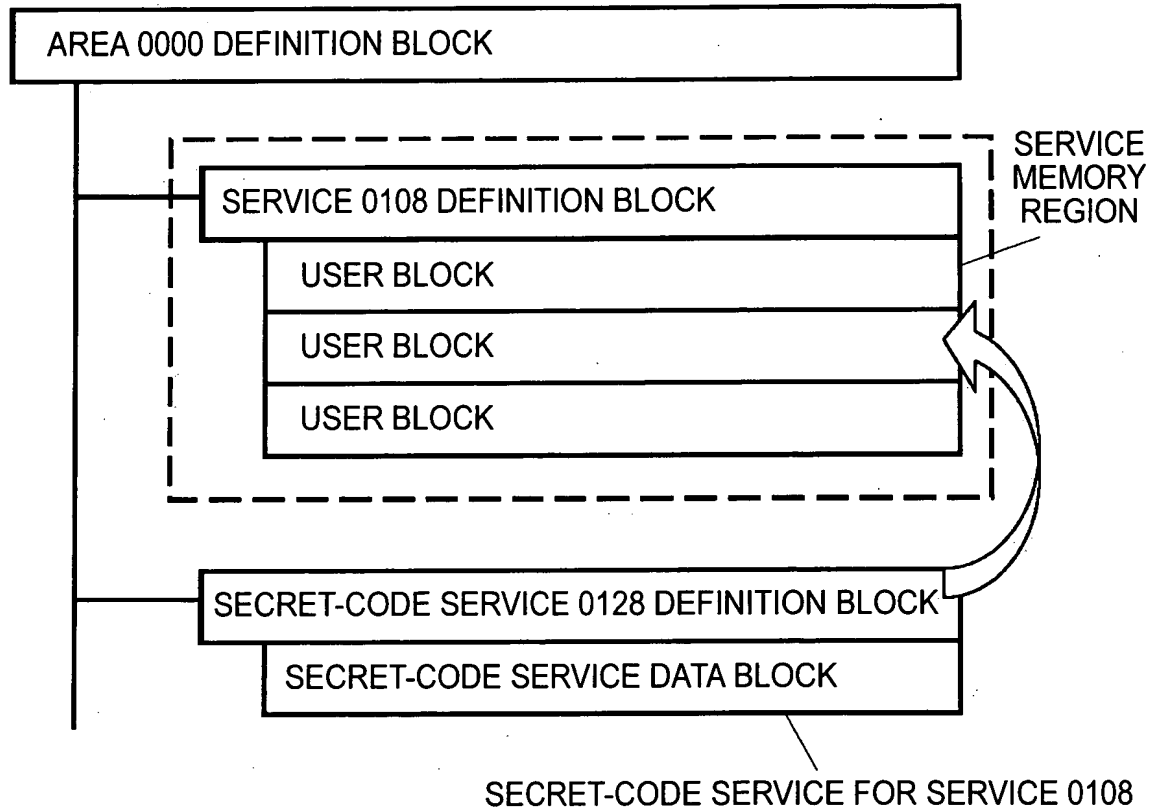 AREA 0000 DEFINITION BLOCK
SERVICE
MEMORY
REGION
SERVICE 0108 DEFINITION BLOCK
USER BLOCK
USER BLOCK
USER BLOCK
SECRET-CODE SERVICE 0128 DEFINITION BLOCK
SECRET-CODE SERVICE DATA BLOCK
SECRET-CODE SERVICE FOR SERVICE 0108